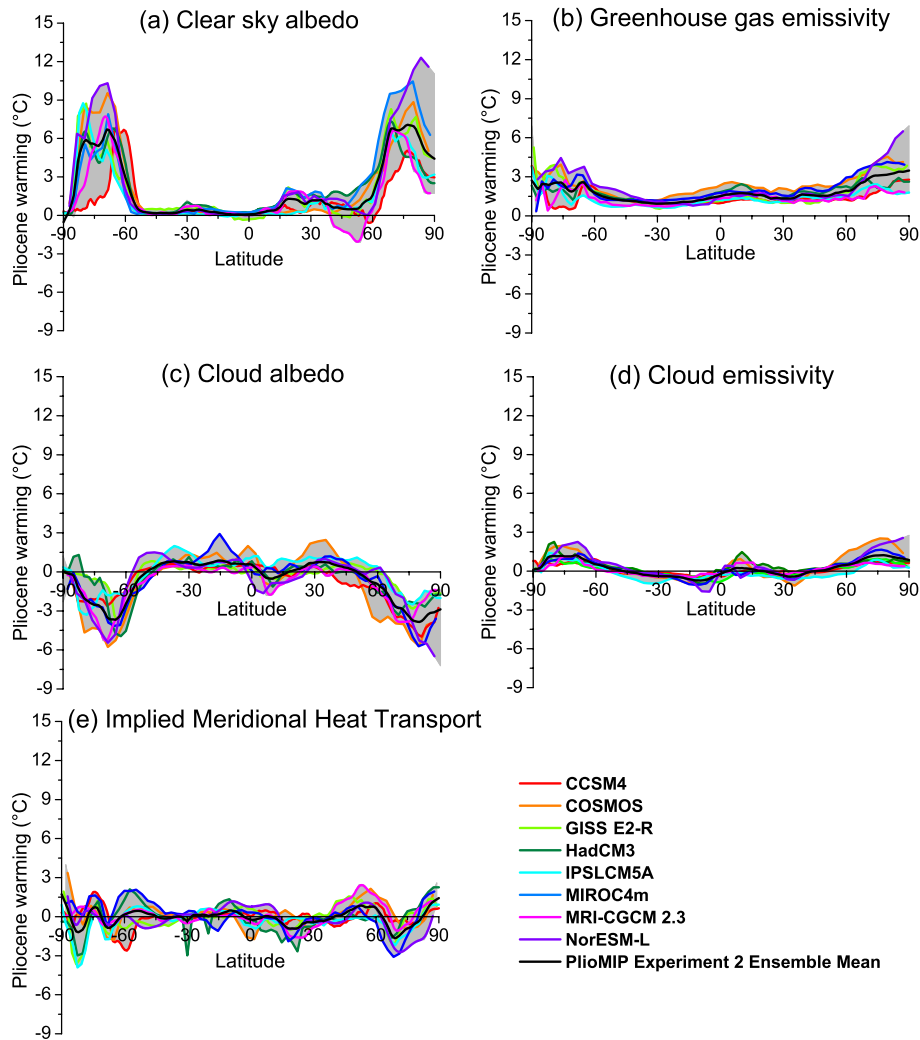 (a) Clear sky albedo
Pliocene warming (°C)
15
12
9
6
3
0
-3
-6
-9
-90 -60 -30 0 30 60 90
Latitude
(b) Greenhouse gas emissivity
Pliocene warming (°C)
15
12
9
6
3
0
-3
-6
-9
-90 -60 -30 0 30 60 90
Latitude
(c) Cloud albedo
Pliocene warming (°C)
15
12
9
6
3
0
-3
-6
-9
-90 -60 -30 0 30 60 90
Latitude
(d) Cloud emissivity
Pliocene warming (°C)
15
12
9
6
3
0
-3
-6
-9
-90 -60 -30 0 30 60 90
Latitude
(e) Implied Meridional Heat Transport
Pliocene warming (°C)
15
12
9
6
3
0
-3
-6
-9
-90 -60 -30 0 30 60 90
Latitude
CCSM4
COSMOS
GISS E2-R
HadCM3
IPSLCM5A
MIROC4m
MRI-CGCM 2.3
NorESM-L
PlioMIP Experiment 2 Ensemble Mean